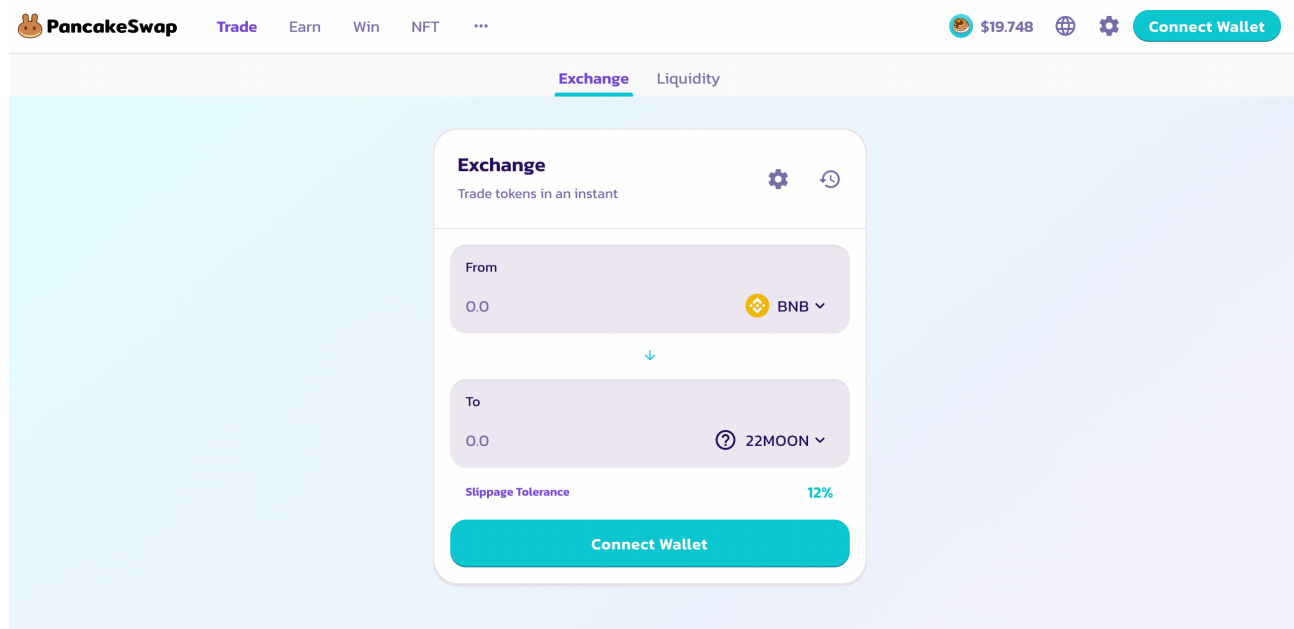 PancakeSwap Trade Earn Win NFT ... $19.748 Connect Wallet
Exchange Liquidity
Exchange
Trade tokens in an instant
From
0.0 BNB
To
0.0 22MOON
Slippage Tolerance 12%
Connect Wallet